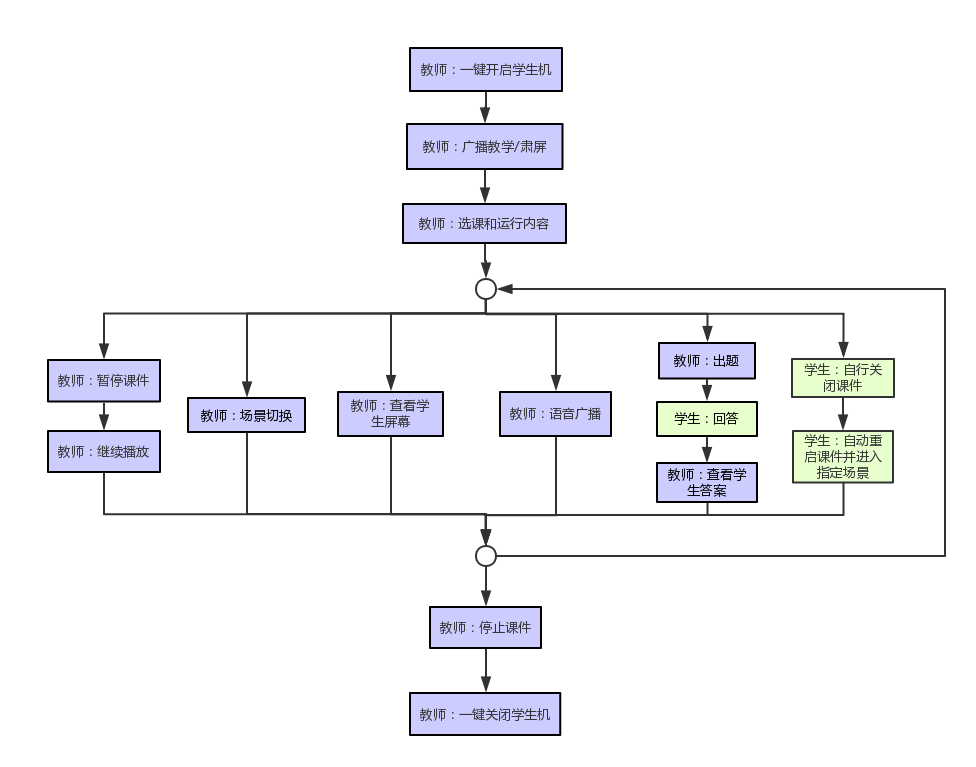 教师：一键开启学生机
教师：广播教学/肃屏
教师：选课和运行内容
教师：暂停课件
教师：继续播放
教师：场景切换
教师：查看学
生屏幕
教师：语音广播
教师：出题
学生：回答
教师：查看学
生答案
学生：自行关
闭课件
学生：自动重
启课件并进入
指定场景
教师：停止课件
教师：一键关闭学生机